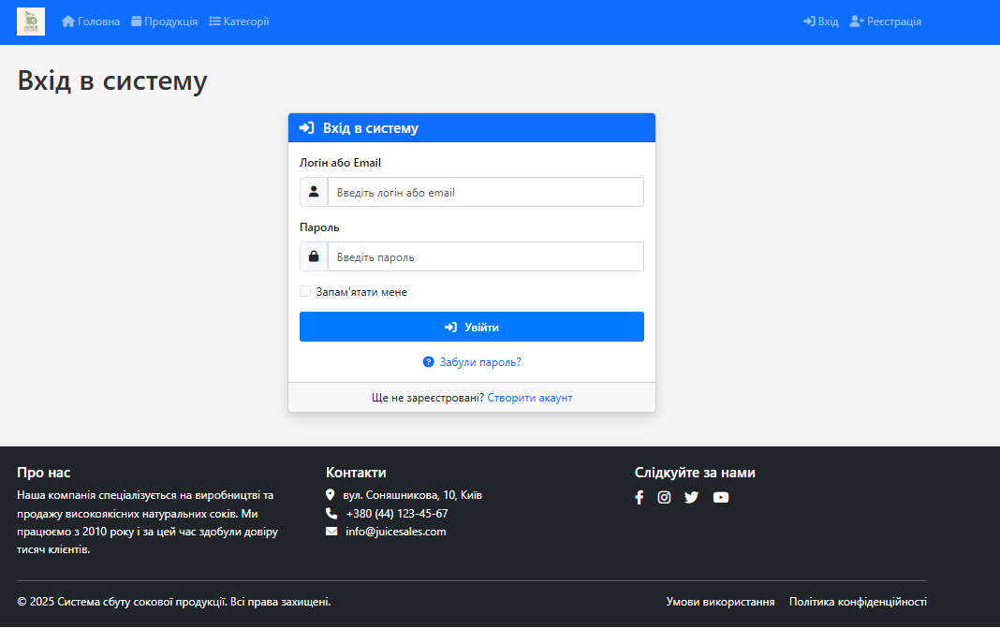 Головна
Продукція
Категорії
Вхід
Реєстрація
Вхід в систему
Вхід в систему
Логін або Email
Введіть логін або email
Пароль
Введіть пароль
Запам'ятати мене
Увійти
Забули пароль?
Ще не зареєстровані? Створити акаунт
Про нас
Наша компанія спеціалізується на виробництві та
продажу високоякісних натуральних соків. Ми
працюємо з 2010 року і за цей час здобули довіру
тисяч клієнтів.
Контакти
вул. Соняшникова, 10, Київ
+380 (44) 123-45-67
info@juicesales.com
Слідкуйте за нами
© 2025 Система сбуту сокової продукції. Всі права захищені.
Умови використання
Політика конфіденційності